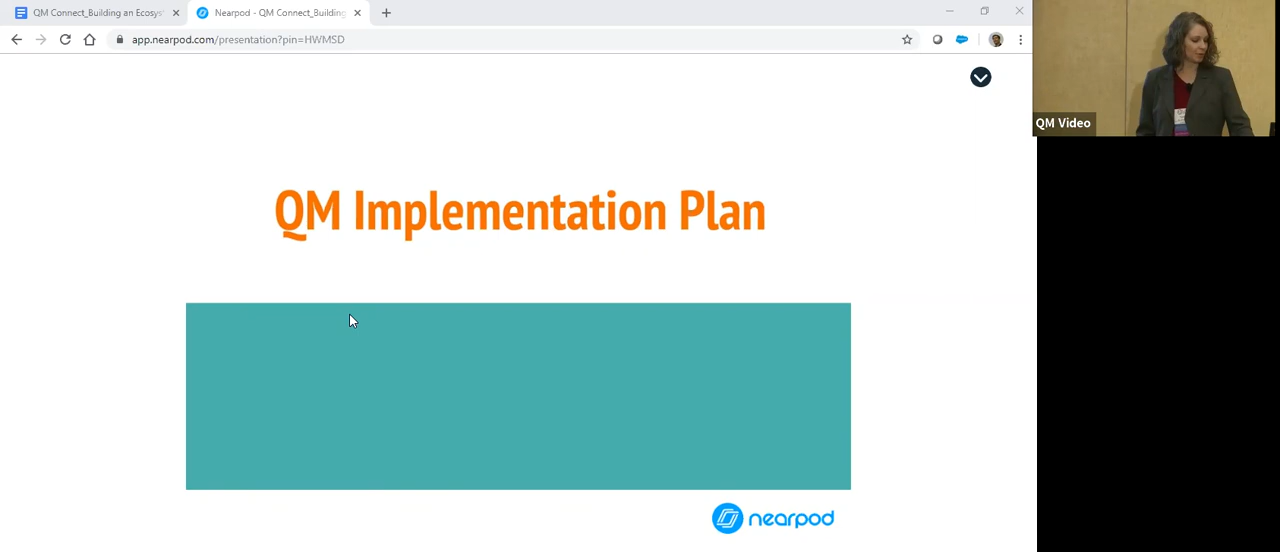 QM Connect_Building an Ecosys
Nearpod - QM Connect_Building
app.nearpod.com/presentation?pin=HWMSD
QM Video
QM Implementation Plan
nearpod